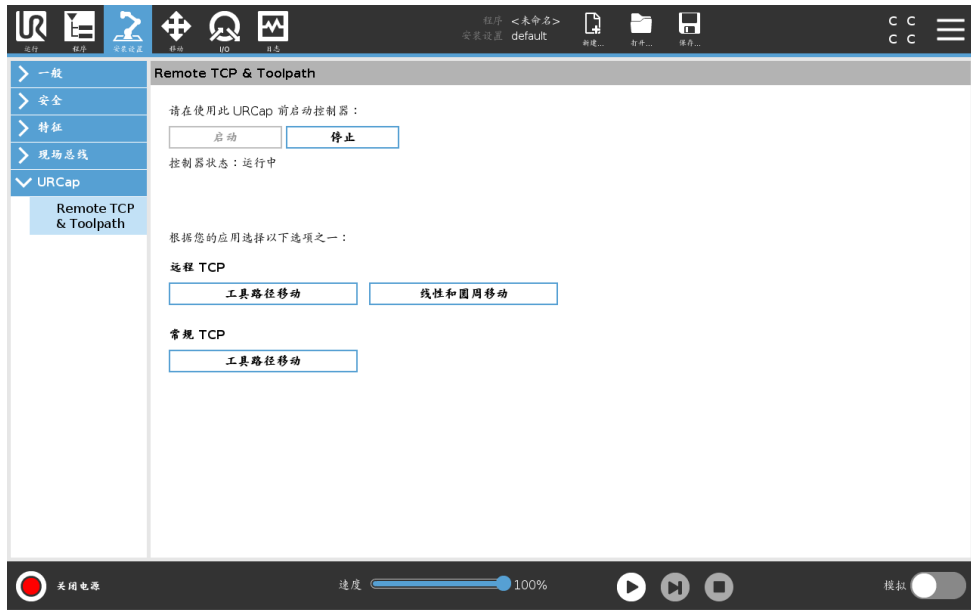 程序 <未命名>
安装设置 default
C C
C C
运行 程序 安装设置 移动 I/O 日志 新建... 打开... 保存...
一般
安全
特征
现场总线
URCap
Remote TCP
& Toolpath
Remote TCP & Toolpath
请在使用此 URCap 前启动控制器：
启动 停止
控制器状态：运行中
根据您的应用选择以下选项之一：
远程 TCP
工具路径移动 线性和圆周移动
常规 TCP
工具路径移动
关闭电源 速度 100% 模拟